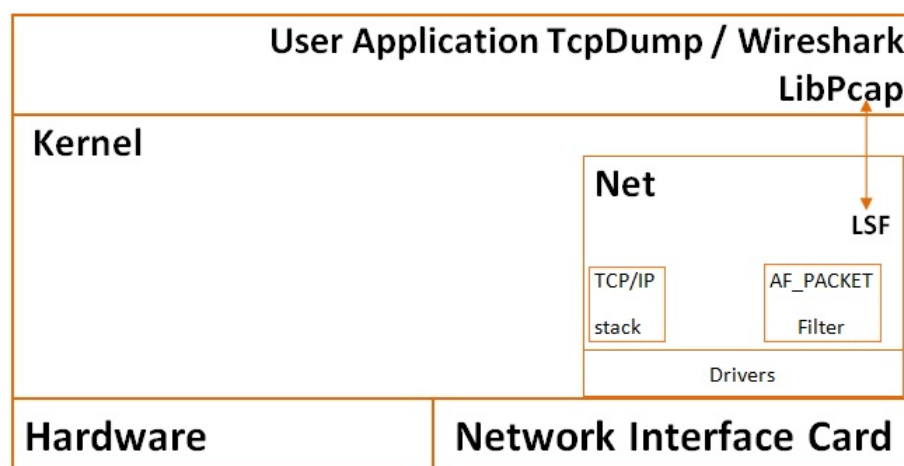 User Application TcpDump / Wireshark
LibPcap
Kernel
Net
LSF
TCP/IP
stack
AF_PACKET
Filter
Drivers
Hardware
Network Interface Card